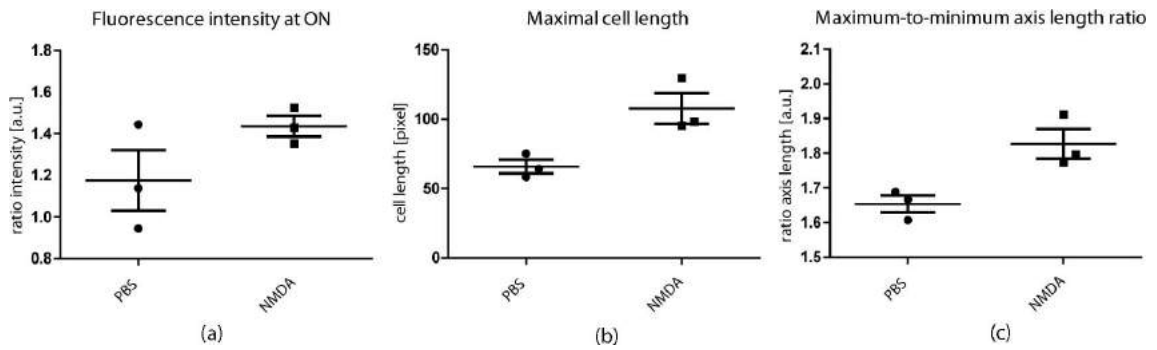 Fluorescence intensity at ON
ratio intensity [a.u.]
1.8
1.6
1.4
1.2
1.0
0.8
PBS
NMDA
(a)
Maximal cell length
cell length [pixel]
150
100
50
0
PBS
NMDA
(b)
Maximum-to-minimum axis length ratio
ratio axis length [a.u.]
2.1
2.0
1.9
1.8
1.7
1.6
1.5
PBS
NMDA
(c)